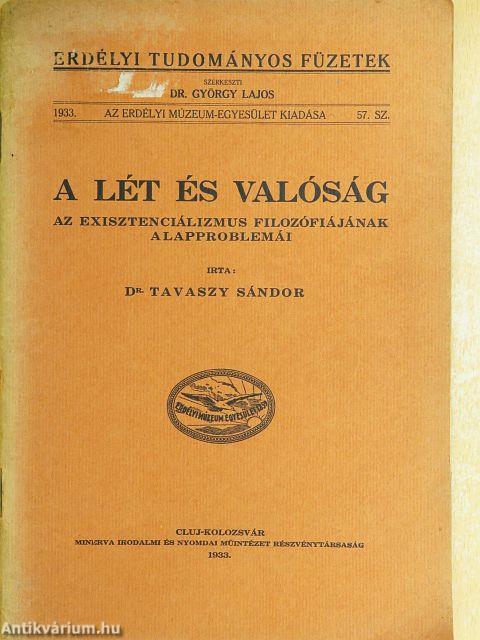 ERDÉLYI TUDOMÁNYOS FÜZETEK
SZERKESZTI
DR. GYÖRGY LAJOS
1933. AZ ERDÉLYI MÚZEUM-EGYESÜLET KIADÁSA 57. SZ.
A LÉT ÉS VALÓSÁG
AZ EXISZTENCIÁLIZMUS FILOZÓFIÁJÁNAK
ALAPPROBLEMÁI
IRTA:
DR. TAVASZY SÁNDOR
ERDÉLYI MÚZEUM EGYESÜLET 1859
CLUJ-KOLOZSVÁR
MINERVA IRODALMI ÉS NYOMDAI MŰINTÉZET RÉSZVÉNYTÁRSASÁG
1933.
Antikvárium.hu